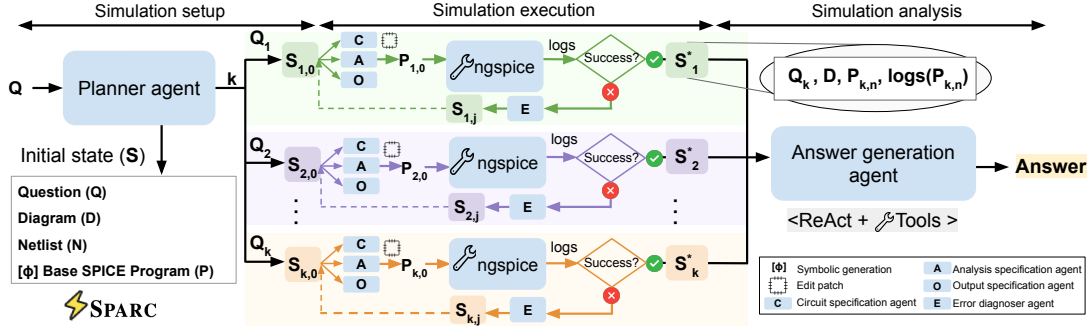 Simulation setup
Simulation execution
Simulation analysis
Q
Planner agent
k
Initial state (S)
Question (Q)
Diagram (D)
Netlist (N)
[ϕ] Base SPICE Program (P)
SPARC
Q1
S1,0
C
A
O
P1,0
ngspice
logs
Success?
S*1
E
S1,j
Q2
S2,0
C
A
O
P2,0
ngspice
logs
Success?
S*2
E
S2,j
Qk
Sk,0
C
A
O
Pk,0
ngspice
logs
Success?
S*k
E
Sk,j
Qk , D, Pk,n, logs(Pk,n)
Answer generation
agent
Answer
<ReAct + Tools >
[ϕ] Symbolic generation
Edit patch
C Circuit specification agent
A Analysis specification agent
O Output specification agent
E Error diagnoser agent